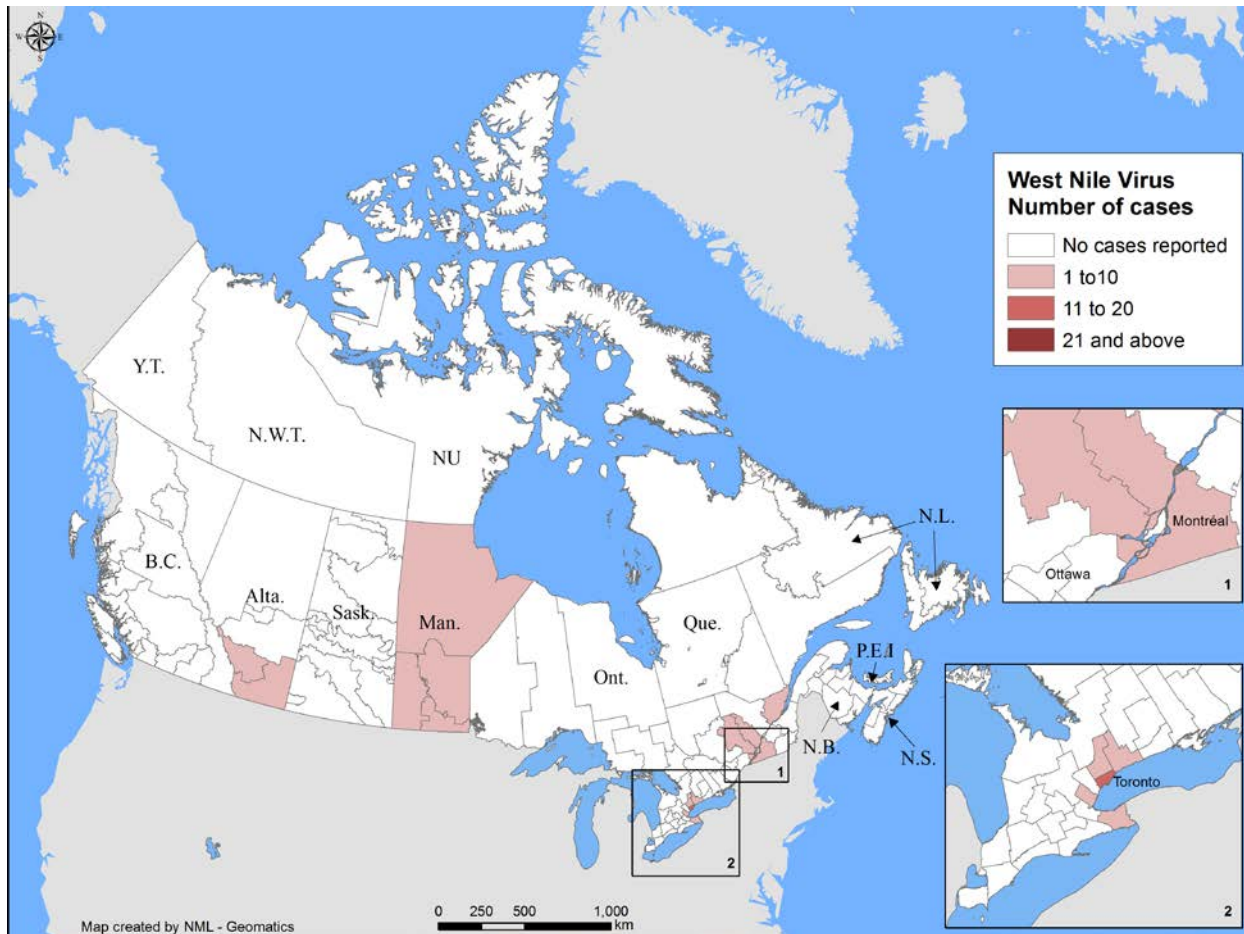 N
W E
S
West Nile Virus
Number of cases
No cases reported
1 to10
11 to 20
21 and above
Y.T.
N.W.T.
NU
B.C.
Alta.
Sask.
Man.
Ont.
Que.
N.L.
P.E.I
N.B.
N.S.
1
2
Montréal
Ottawa
1
Toronto
2
0 250 500 1,000
km
Map created by NML - Geomatics